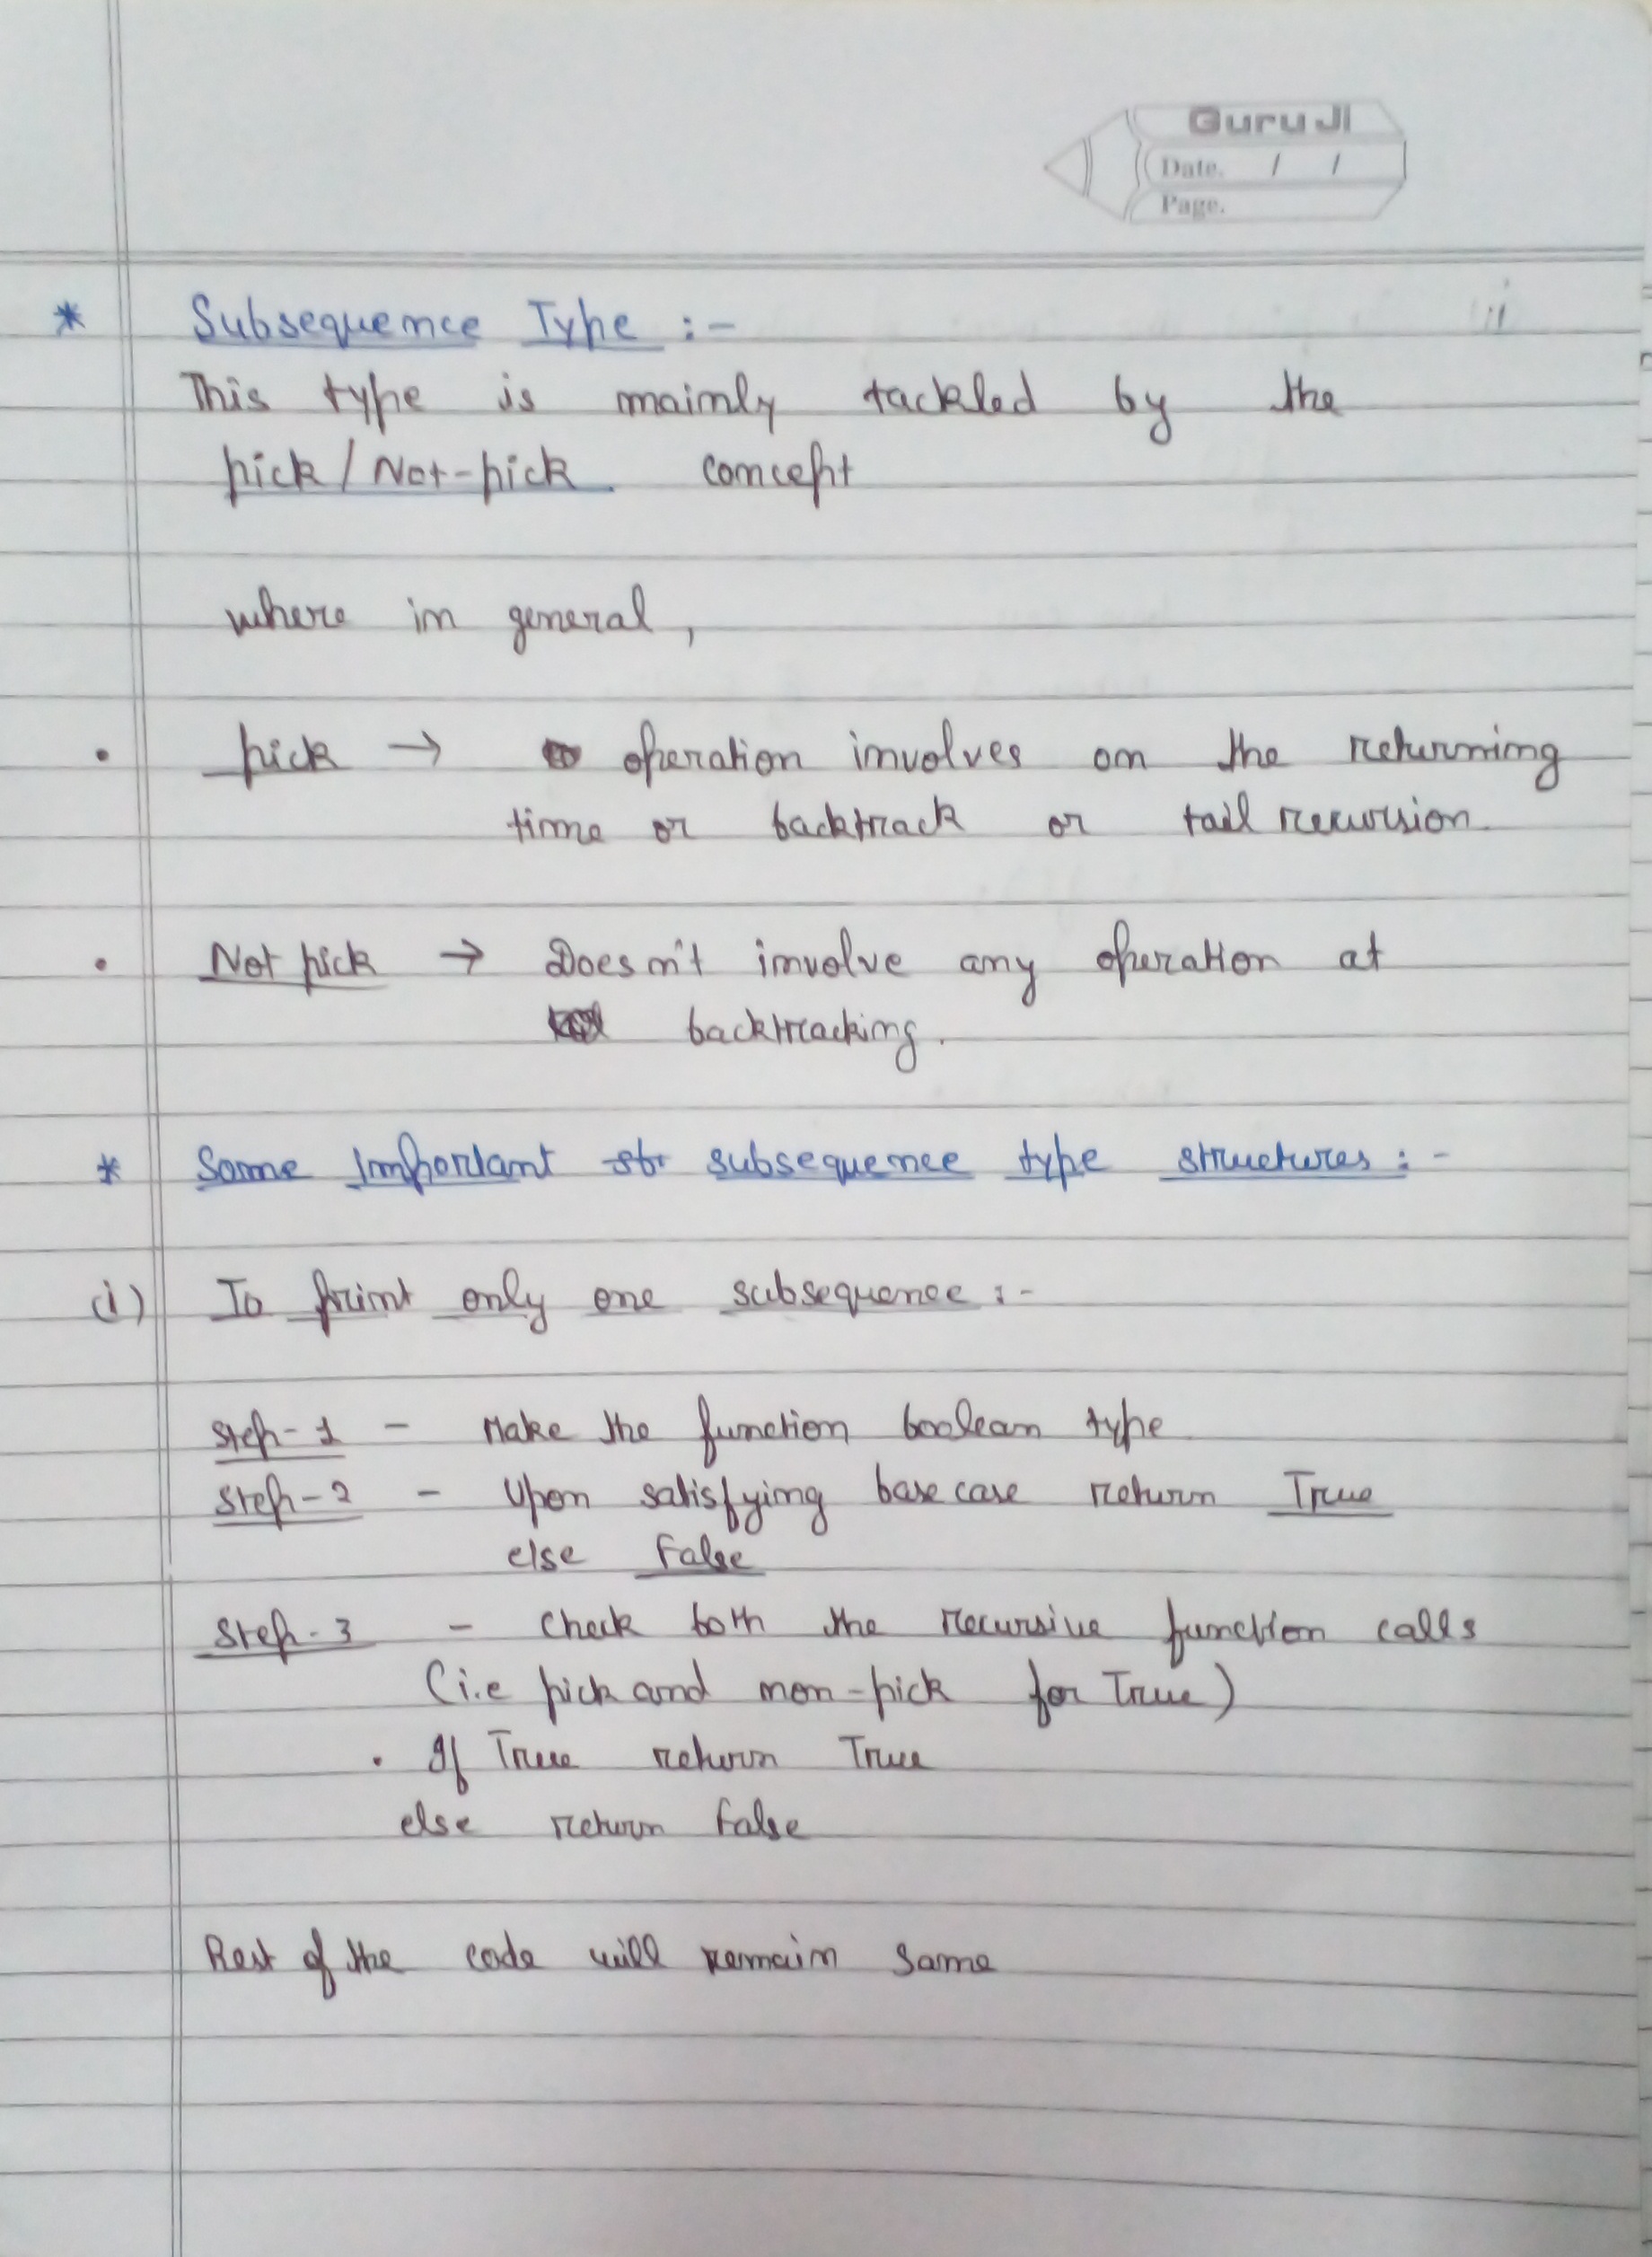 Guru Ji
Date. / /
Page.
* Subsequence Type :-
This type is mainly tackled by the
pick / Not-pick concept
where in general,
• pick → operation involves on the returning
time or backtrack or tail recursion
• Not pick → Doesn't involve any operation at
backtracking.
* Some Important st subsequence type structures :-
(i) To print only one subsequence :-
Step-1 - Make the function boolean type
Step-2 - Upon satisfying base case return True
else False
Step-3 - Check both the recursive function calls
(i.e pick and non-pick for True)
• If True return True
else return False
Rest of the code will remain same